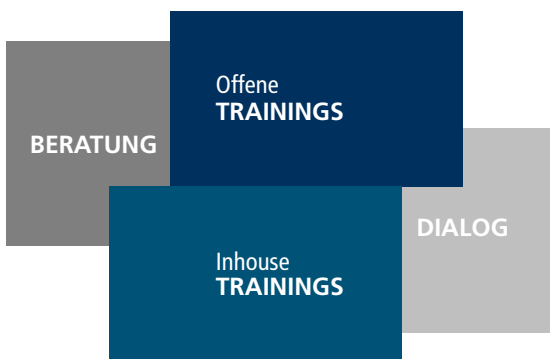 Offene
TRAININGS
BERATUNG
DIALOG
Inhouse
TRAININGS